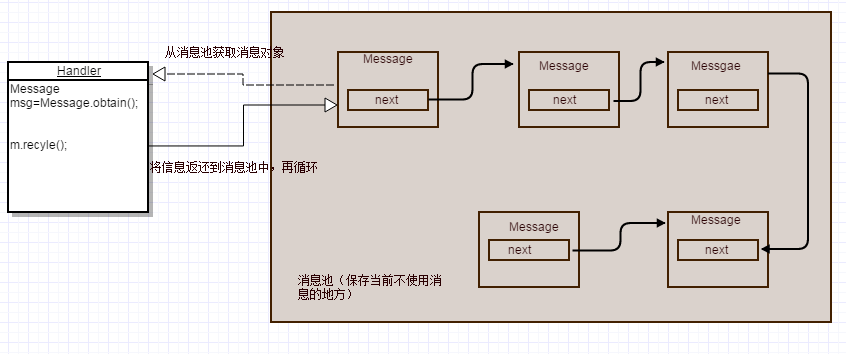 从消息池获取消息对象
Handler
Message
msg=Message.obtain();
m.recyle();
将信息返还到消息池中，再循环
Message
next
Message
next
Messgae
next
Message
next
Message
next
消息池（保存当前不使用消
息的地方）